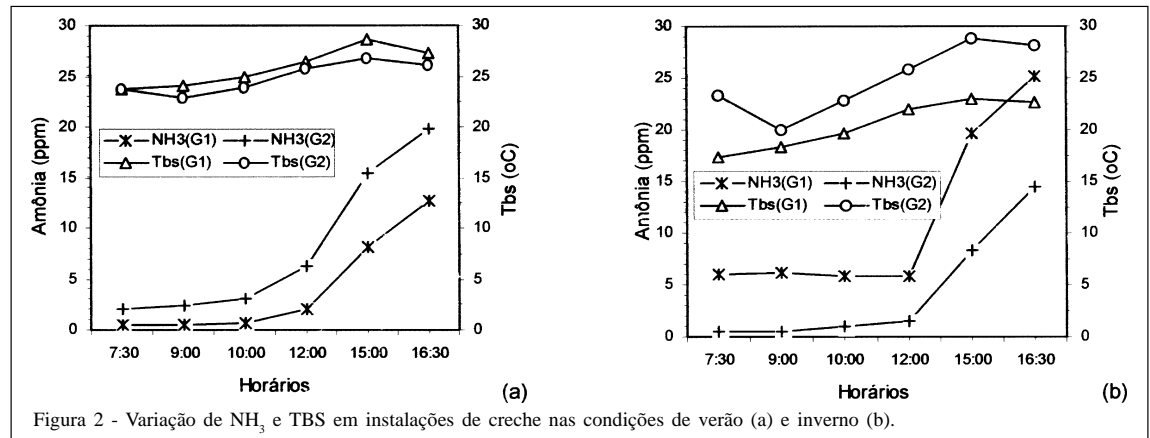 30
25
20
15
10
5
0
Amônia (ppm)
NH3(G1)
NH3(G2)
Tbs(G1)
Tbs(G2)
30
25
20
15
10
5
0
Tbs (oC)
7:30 9:00 10:00 12:00 15:00 16:30
Horários
(a)
30
25
20
15
10
5
0
Amônia (ppm)
NH3(G1)
NH3(G2)
Tbs(G1)
Tbs(G2)
30
25
20
15
10
5
0
Tbs (oC)
7:30 9:00 10:00 12:00 15:00 16:30
Horários
(b)
Figura 2 - Variação de NH₃ e TBS em instalações de creche nas condições de verão (a) e inverno (b).